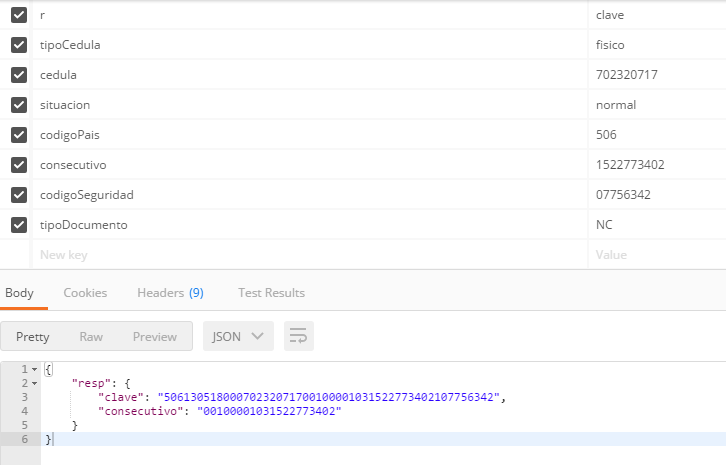 r clave
tipoCedula fisico
cedula 702320717
situacion normal
codigoPais 506
consecutivo 1522773402
codigoSeguridad 07756342
tipoDocumento NC
New key Value
Body Cookies Headers (9) Test Results
Pretty Raw Preview JSON
1 {
2 "resp": {
3 "clave": "50613051800070232071700100001031522773402107756342",
4 "consecutivo": "00100001031522773402"
5 }
6 }